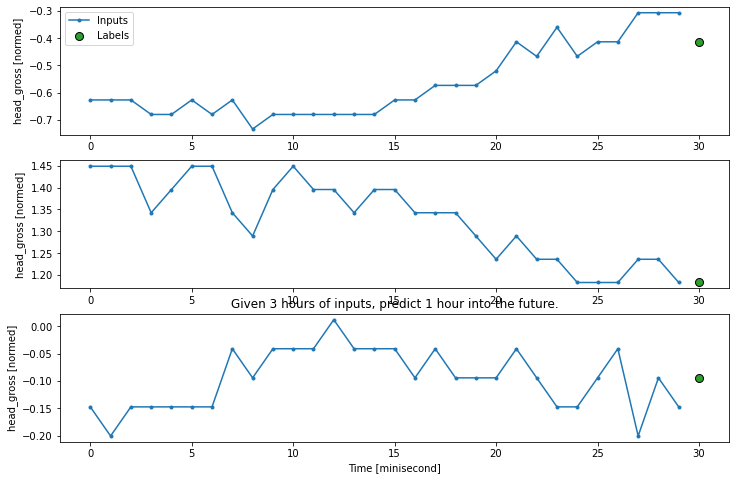 head_gross [normed]
−0.3
−0.4
−0.5
−0.6
−0.7
Inputs
Labels
0 5 10 15 20 25 30
head_gross [normed]
1.45
1.40
1.35
1.30
1.25
1.20
0 5 10 15 20 25 30
Given 3 hours of inputs, predict 1 hour into the future.
head_gross [normed]
0.00
−0.05
−0.10
−0.15
−0.20
0 5 10 15 20 25 30
Time [minisecond]